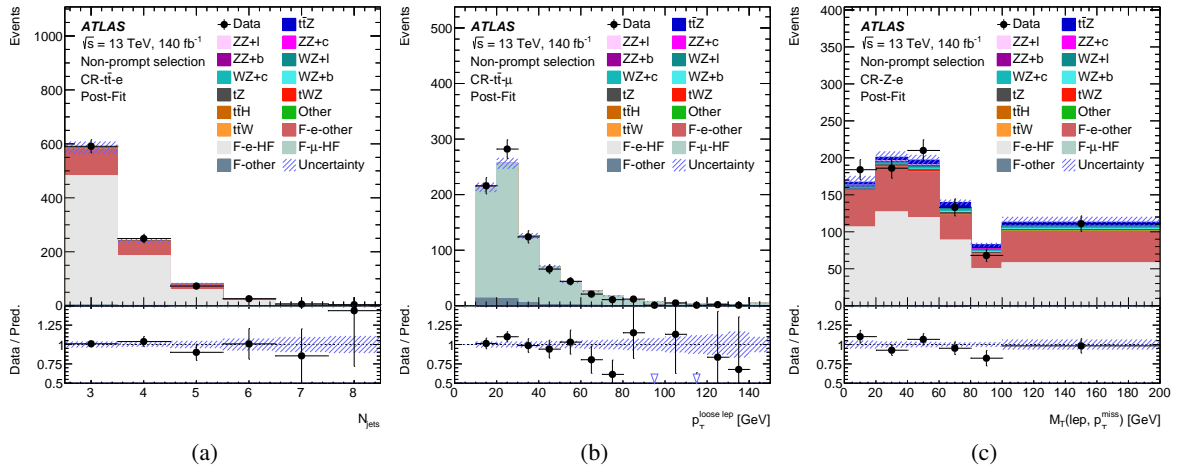 ATLAS
√s = 13 TeV, 140 fb⁻¹
Non-prompt selection
CR-tt̄-e
Post-Fit
Data tt̄Z
ZZ+l ZZ+c
ZZ+b WZ+l
WZ+c WZ+b
tZ tWZ
tt̄H Other
tt̄W F-e-other
F-e-HF F-μ-HF
F-other Uncertainty
Events
1000
800
600
400
200
0
Data / Pred.
1.25
1
0.75
0.5
3 4 5 6 7 8
N_jets
(a)
ATLAS
√s = 13 TeV, 140 fb⁻¹
Non-prompt selection
CR-tt̄-μ
Post-Fit
Data tt̄Z
ZZ+l ZZ+c
ZZ+b WZ+l
WZ+c WZ+b
tZ tWZ
tt̄H Other
tt̄W F-e-other
F-e-HF F-μ-HF
F-other Uncertainty
Events
500
400
300
200
100
0
Data / Pred.
1.25
1
0.75
0.5
0 20 40 60 80 100 120 140
p_T^loose lep [GeV]
(b)
ATLAS
√s = 13 TeV, 140 fb⁻¹
Non-prompt selection
CR-Z-e
Post-Fit
Data tt̄Z
ZZ+l ZZ+c
ZZ+b WZ+l
WZ+c WZ+b
tZ tWZ
tt̄H Other
tt̄W F-e-other
F-e-HF F-μ-HF
F-other Uncertainty
Events
400
350
300
250
200
150
100
50
0
Data / Pred.
1.25
1
0.75
0.5
0 20 40 60 80 100 120 140 160 180 200
M_T(lep, p_T^miss) [GeV]
(c)